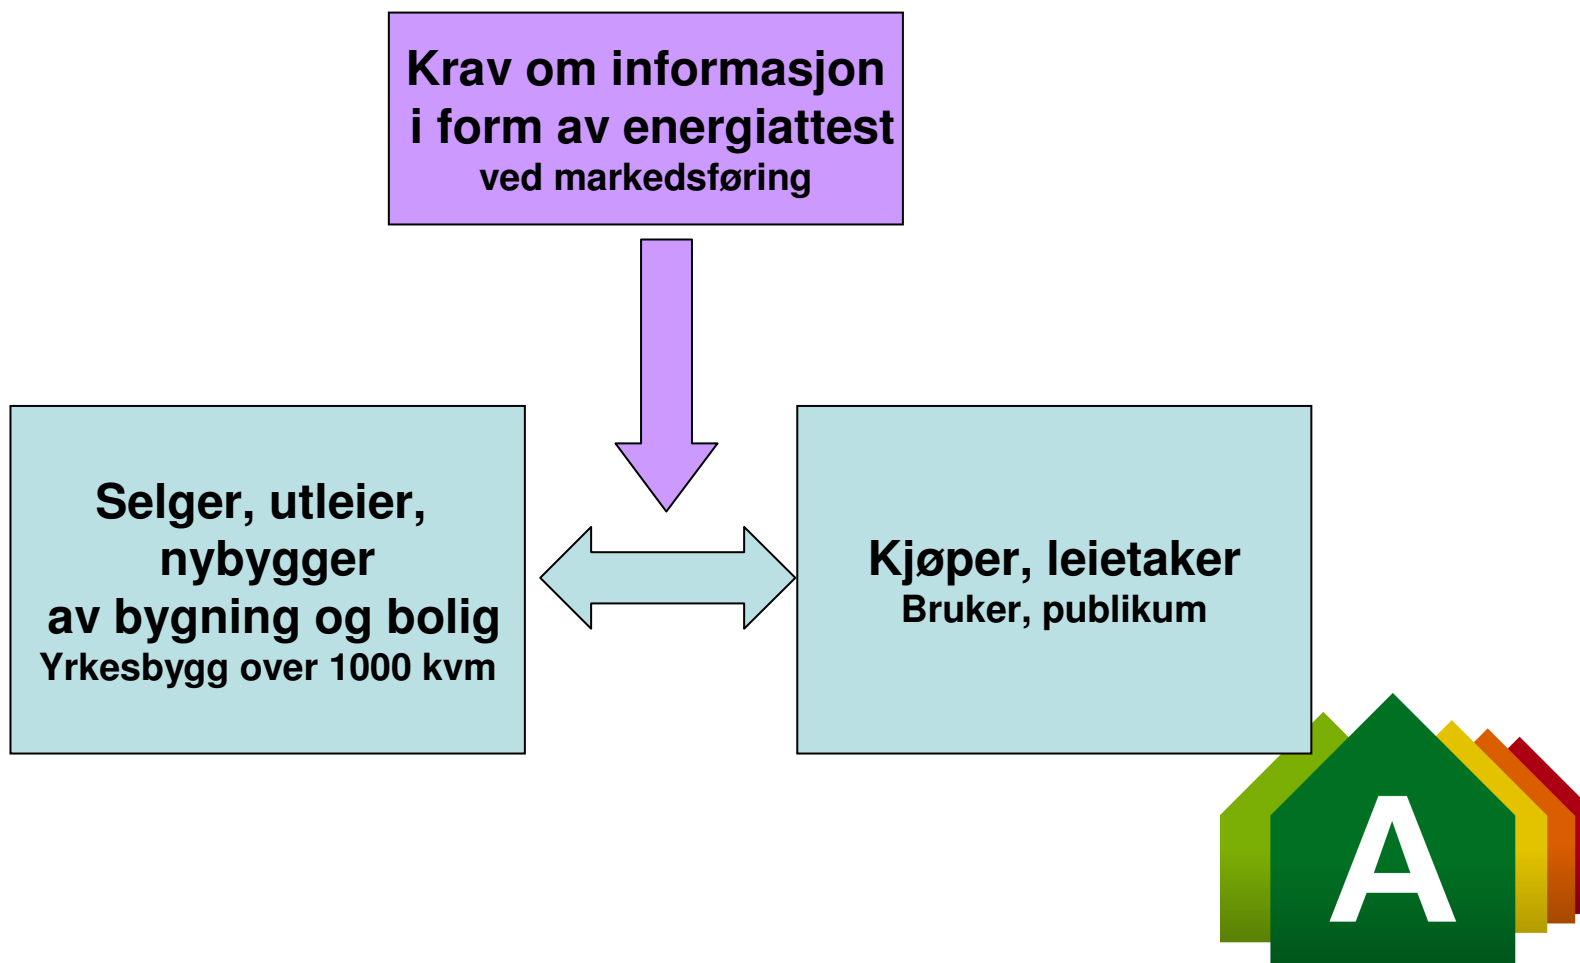 Krav om informasjon
i form av energiattest
ved markedsføring
Selger, utleier,
nybygger
av bygning og bolig
Yrkesbygg over 1000 kvm
Kjøper, leietaker
Bruker, publikum
A